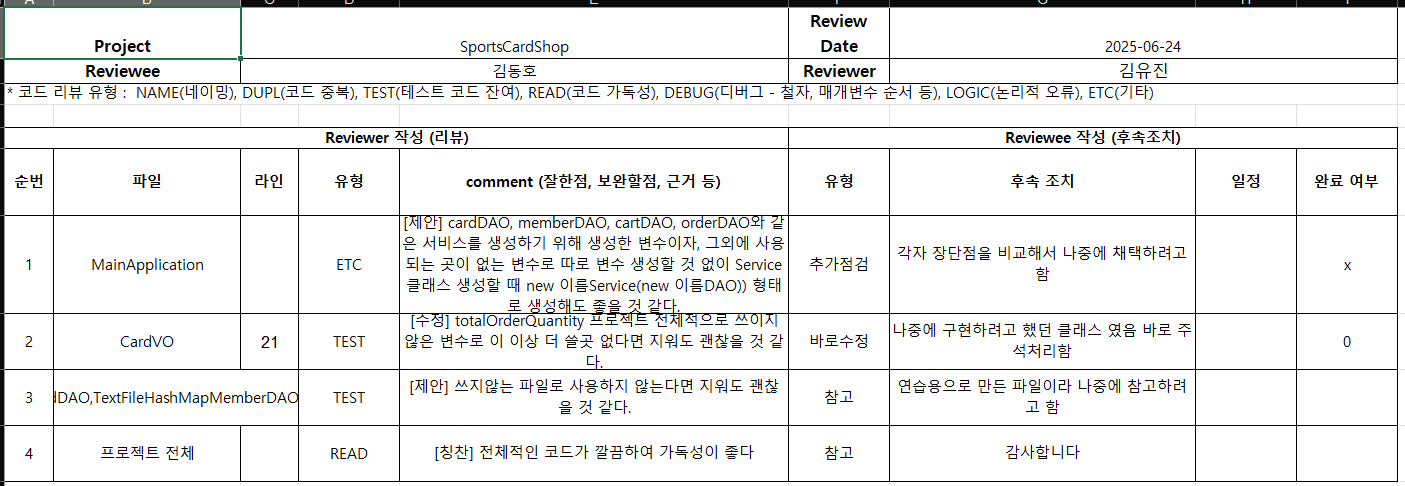 Project SportsCardShop Review Date 2025-06-24
Reviewee 김동호 Reviewer 김유진
* 코드 리뷰 유형 : NAME(네이밍), DUPL(코드 중복), TEST(테스트 코드 잔여), READ(코드 가독성), DEBUG(디버그 - 철자, 매개변수 순서 등), LOGIC(논리적 오류), ETC(기타)
Reviewer 작성 (리뷰) Reviewee 작성 (후속조치)
순번 파일 라인 유형 comment (잘한점, 보완할점, 근거 등) 유형 후속 조치 일정 완료 여부
1 MainApplication ETC
[제안] cardDAO, memberDAO, cartDAO, orderDAO와 같
은 서비스를 생성하기 위해 생성한 변수이자, 그외에 사용
되는 곳이 없는 변수로 따로 변수 생성할 것 없이 Service
클래스 생성할 때 new 이름Service(new 이름DAO)) 형태
로 생성해도 좋을 것 같다.
추가점검
각자 장단점을 비교해서 나중에 채택하려고
함
x
2 CardVO 21 TEST
[수정] totalOrderQuantity 프로젝트 전체적으로 쓰이지
않은 변수로 이 이상 더 쓸곳 없다면 지워도 괜찮을 것 같
다.
바로수정
나중에 구현하려고 했던 클래스 였음 바로 주
석처리함
0
3 dDAO,TextFileHashMapMemberDAO TEST
[제안] 쓰지않는 파일로 사용하지 않는다면 지워도 괜찮
을 것 같다.
참고
연습용으로 만든 파일이라 나중에 참고하려
고 함
4 프로젝트 전체 READ [칭찬] 전체적인 코드가 깔끔하여 가독성이 좋다 참고 감사합니다